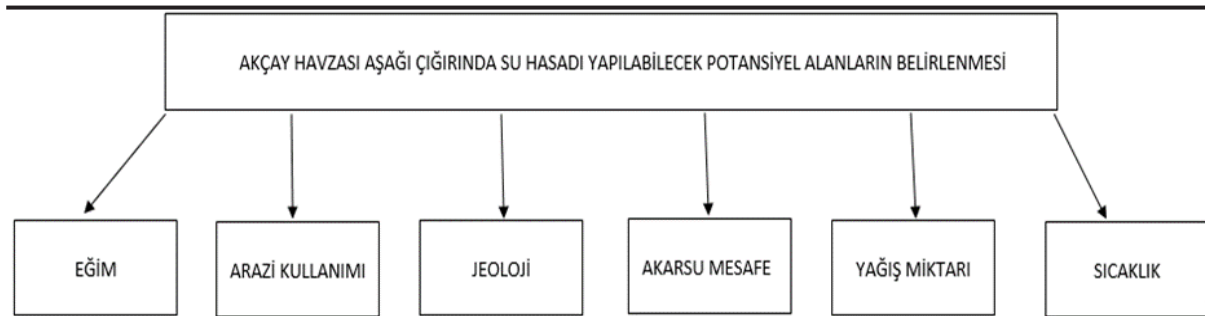 AKÇAY HAVZASI AŞAĞI ÇIĞIRINDA SU HASADI YAPILABİLECEK POTANSİYEL ALANLARIN BELİRLENMESİ
EĞİM
ARAZİ KULLANIMI
JEOLOJİ
AKARSU MESAFE
YAĞIŞ MİKTARI
SICAKLIK